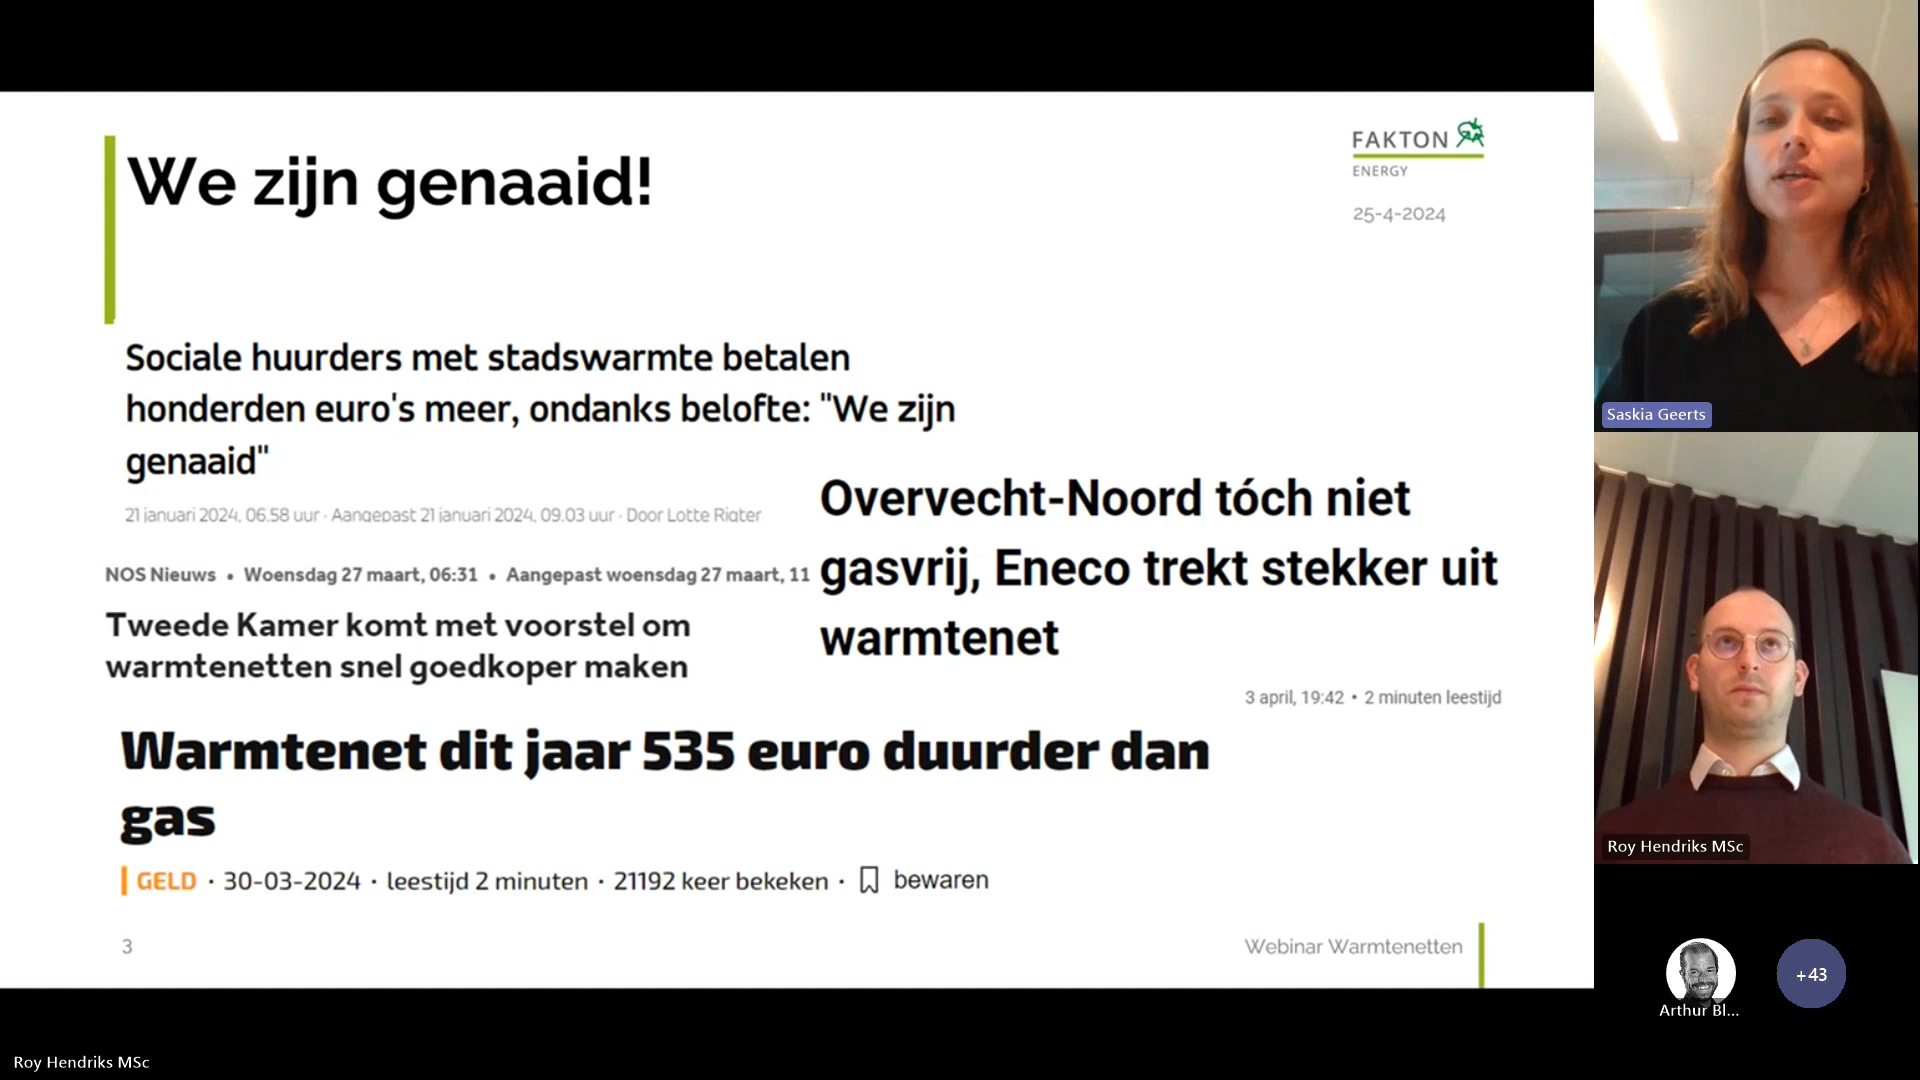 We zijn genaaid!
FAKTON
ENERGY
25-4-2024
Sociale huurders met stadswarmte betalen
honderden euro's meer, ondanks belofte: "We zijn
genaaid"
21 januari 2024, 06.58 uur · Aangepast 21 januari 2024, 09.03 uur · Door Lotte Rigter
Overvecht-Noord tóch niet
gasvrij, Eneco trekt stekker uit
warmtenet
3 april, 19:42 • 2 minuten leestijd
NOS Nieuws • Woensdag 27 maart, 06:31 • Aangepast woensdag 27 maart, 11
Tweede Kamer komt met voorstel om
warmtenetten snel goedkoper maken
Warmtenet dit jaar 535 euro duurder dan
gas
GELD · 30-03-2024 · leestijd 2 minuten · 21192 keer bekeken · bewaren
3
Webinar Warmtenetten
Saskia Geerts
Roy Hendriks MSc
Arthur Bl...
+43
Roy Hendriks MSc